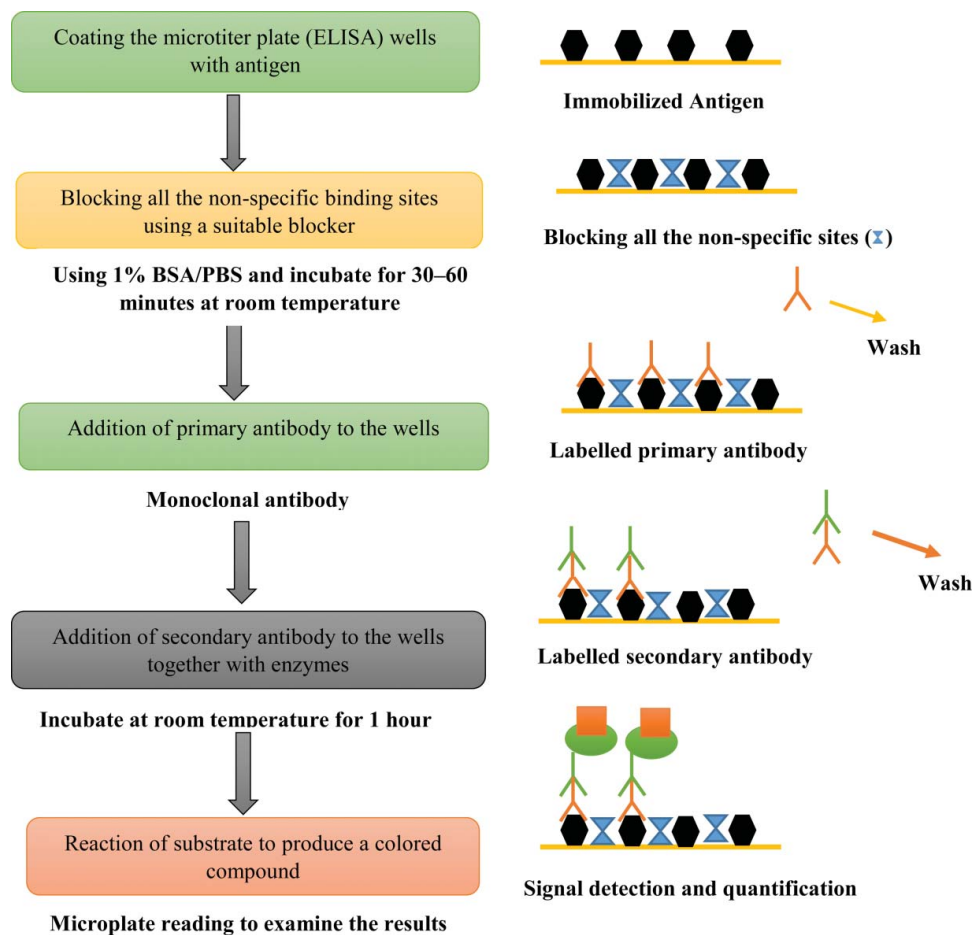 Coating the microtiter plate (ELISA) wells
with antigen
Immobilized Antigen
Blocking all the non-specific binding sites
using a suitable blocker
Blocking all the non-specific sites ( )
Using 1% BSA/PBS and incubate for 30–60
minutes at room temperature
Wash
Addition of primary antibody to the wells
Labelled primary antibody
Monoclonal antibody
Wash
Addition of secondary antibody to the wells
together with enzymes
Labelled secondary antibody
Incubate at room temperature for 1 hour
Reaction of substrate to produce a colored
compound
Signal detection and quantification
Microplate reading to examine the results